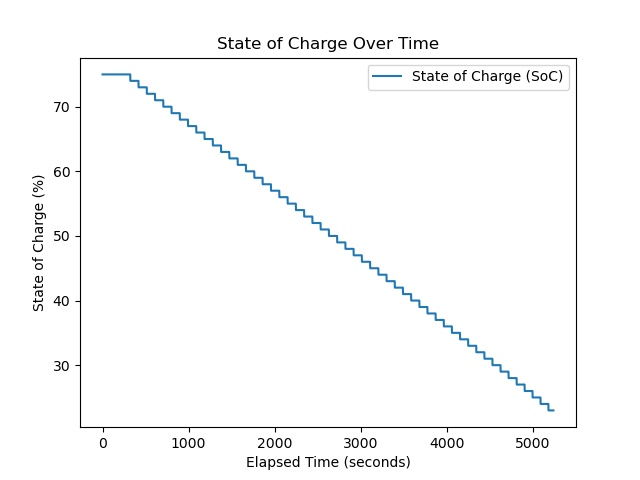 State of Charge Over Time
State of Charge (SoC)
State of Charge (%)
70
60
50
40
30
0 1000 2000 3000 4000 5000
Elapsed Time (seconds)